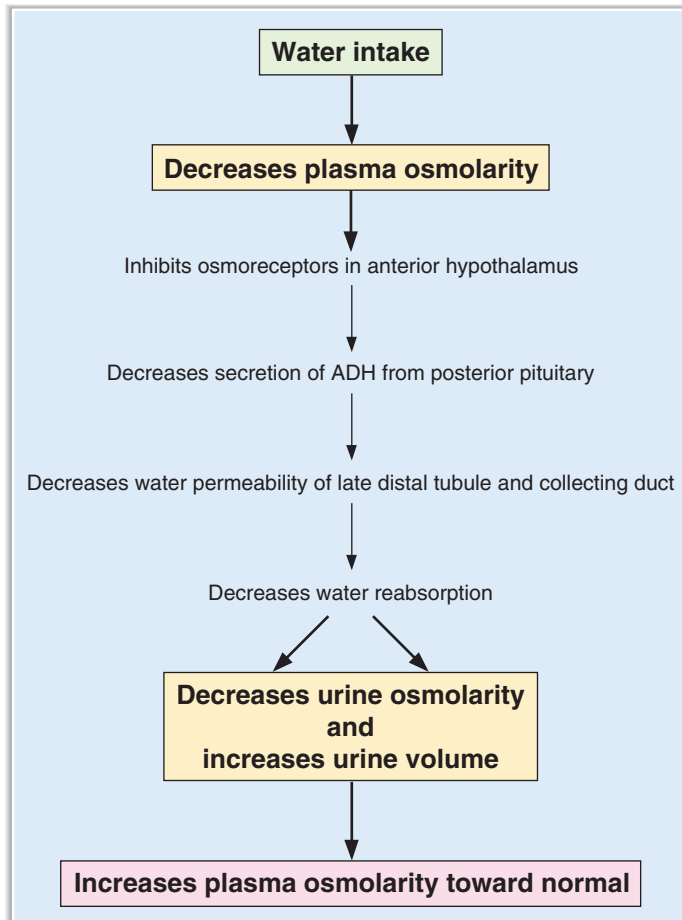 Water intake
Decreases plasma osmolarity
Inhibits osmoreceptors in anterior hypothalamus
Decreases secretion of ADH from posterior pituitary
Decreases water permeability of late distal tubule and collecting duct
Decreases water reabsorption
Decreases urine osmolarity
and
increases urine volume
Increases plasma osmolarity toward normal